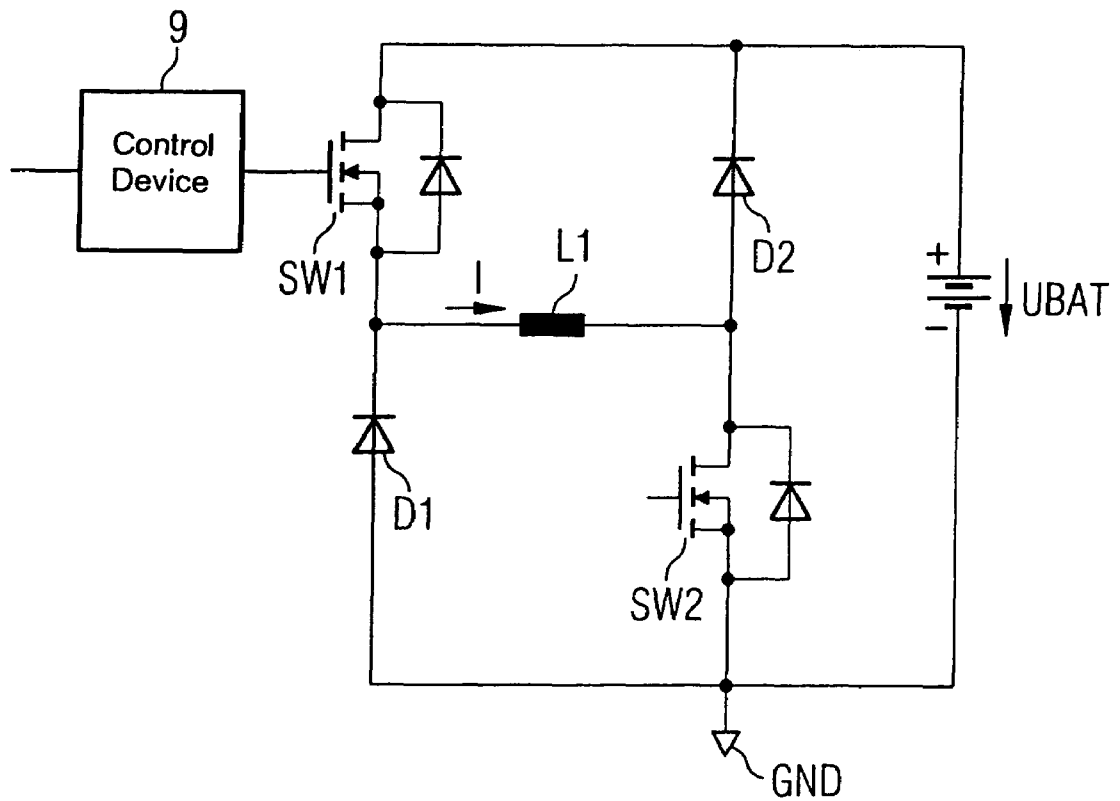 9
Control
Device
SW1
I
L1
D2
+
UBAT
−
D1
SW2
GND